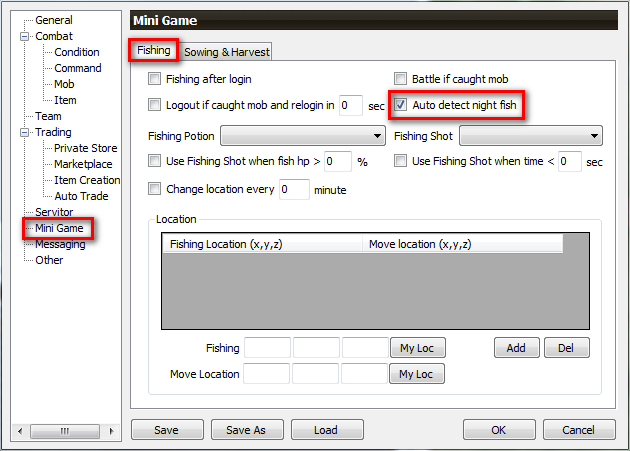 General
Combat
Condition
Command
Mob
Item
Team
Trading
Private Store
Marketplace
Item Creation
Auto Trade
Servitor
Mini Game
Messaging
Other
Mini Game
Fishing Sowing & Harvest
Fishing after login Battle if caught mob
Logout if caught mob and relogin in 0 sec Auto detect night fish
Fishing Potion Fishing Shot
Use Fishing Shot when fish hp > 0 % Use Fishing Shot when time < 0 sec
Change location every 0 minute
Location
Fishing Location (x,y,z) Move location (x,y,z)
Fishing My Loc Add Del
Move Location My Loc
Save Save As Load OK Cancel